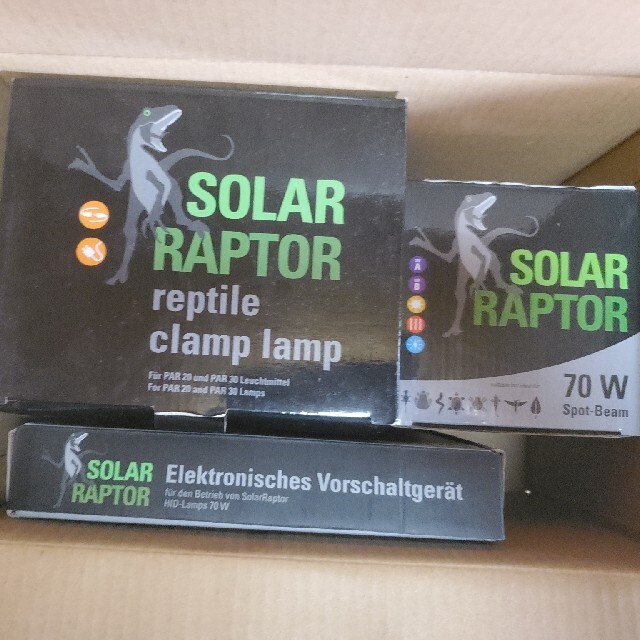 SOLAR
RAPTOR
reptile
clamp lamp
Für PAR 20 und PAR 30 Leuchtmittel
For PAR 20 and PAR 30 Lamps
A
B
SOLAR
RAPTOR
70 W
Spot-Beam
SOLAR
RAPTOR
Elektronisches Vorschaltgerät
für den Betrieb von SolarRaptor
HID-Lamps 70 W